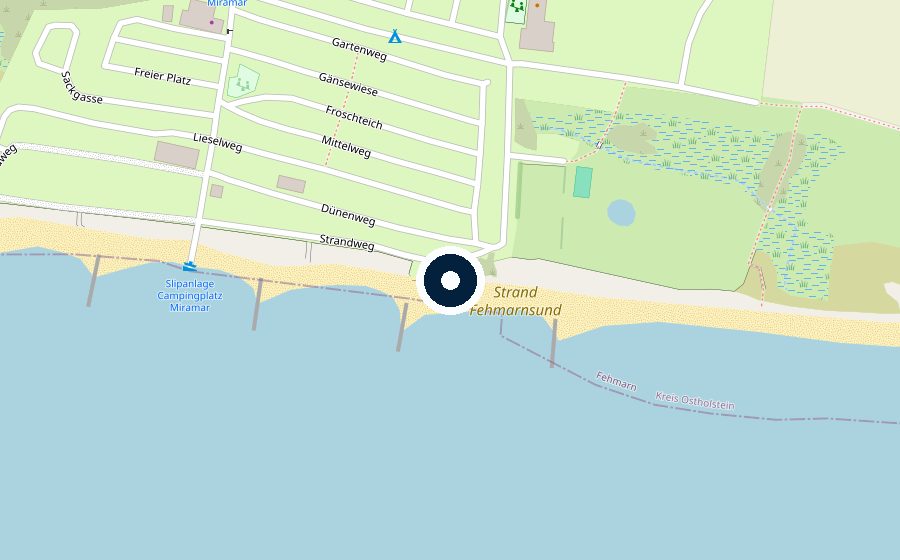 Miramar
Gartenweg
Freier Platz
Gänsewiese
Sackgasse
Froschteich
Lieselweg
Mittelweg
Dünenweg
Strandweg
Slipanlage
Campingplatz
Miramar
Strand
Fehmarnsund
Fehmarn
Kreis Ostholstein